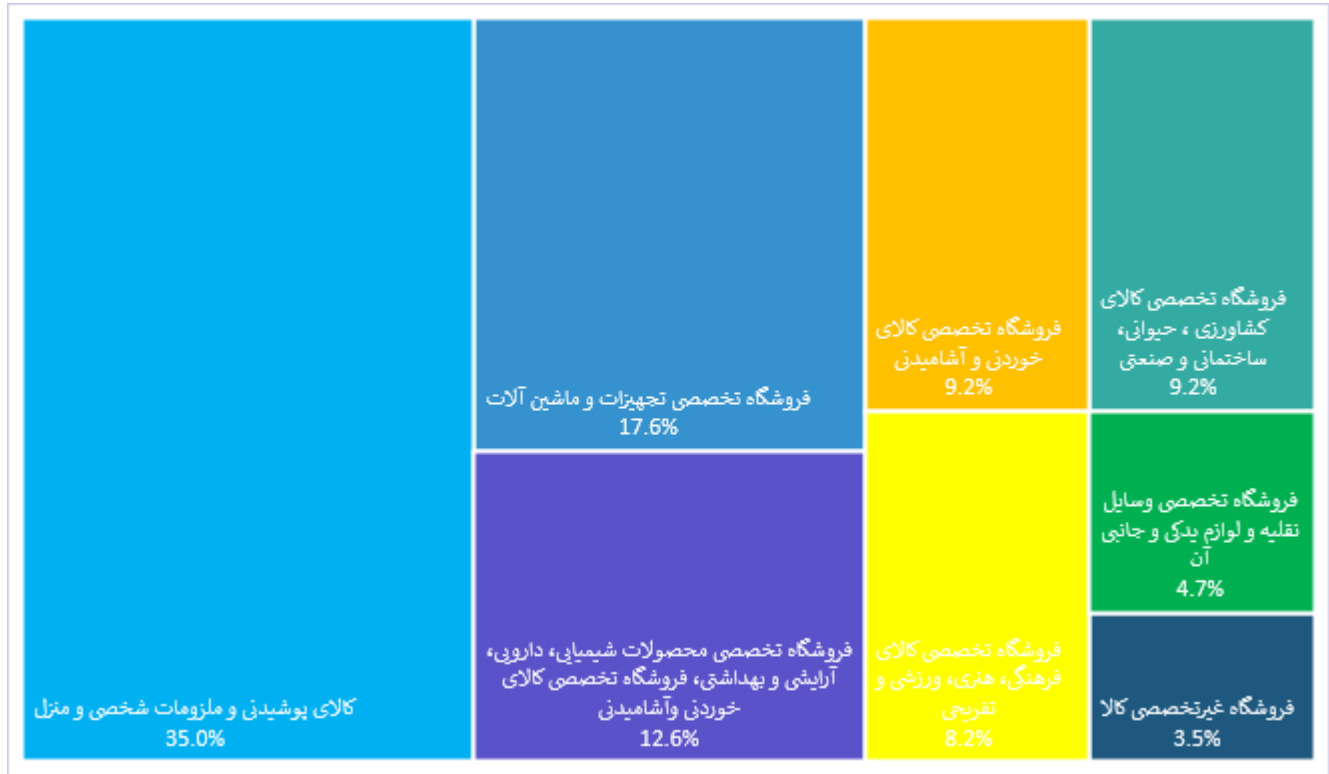 کالای پوشیدنی و ملزومات شخصی و منزل
35.0%
فروشگاه تخصصی تجهیزات و ماشین آلات
17.6%
فروشگاه تخصصی محصولات شیمیایی، دارویی،
آرایشی و بهداشتی، فروشگاه تخصصی کالای
خوردنی وآشامیدنی
12.6%
فروشگاه تخصصی کالای
خوردنی و آشامیدنی
9.2%
فروشگاه تخصصی کالای
فرهنگی، هنری، ورزشی و
تفریحی
8.2%
فروشگاه تخصصی کالای
کشاورزی ، حیوانی،
ساختمانی و صنعتی
9.2%
فروشگاه تخصصی وسایل
نقلیه و لوازم یدکی و جانبی
آن
4.7%
فروشگاه غیرتخصصی کالا
3.5%